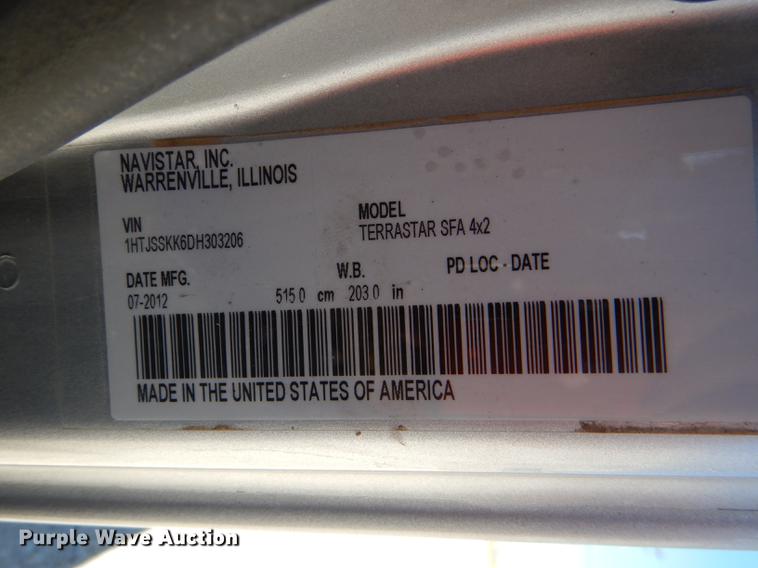 NAVISTAR, INC.
WARRENVILLE, ILLINOIS
VIN
1HTJSSKK6DH303206
MODEL
TERRASTAR SFA 4x2
DATE MFG.
07-2012
W.B.
515.0 cm 203.0 in
PD LOC - DATE
MADE IN THE UNITED STATES OF AMERICA
Purple Wave Auction